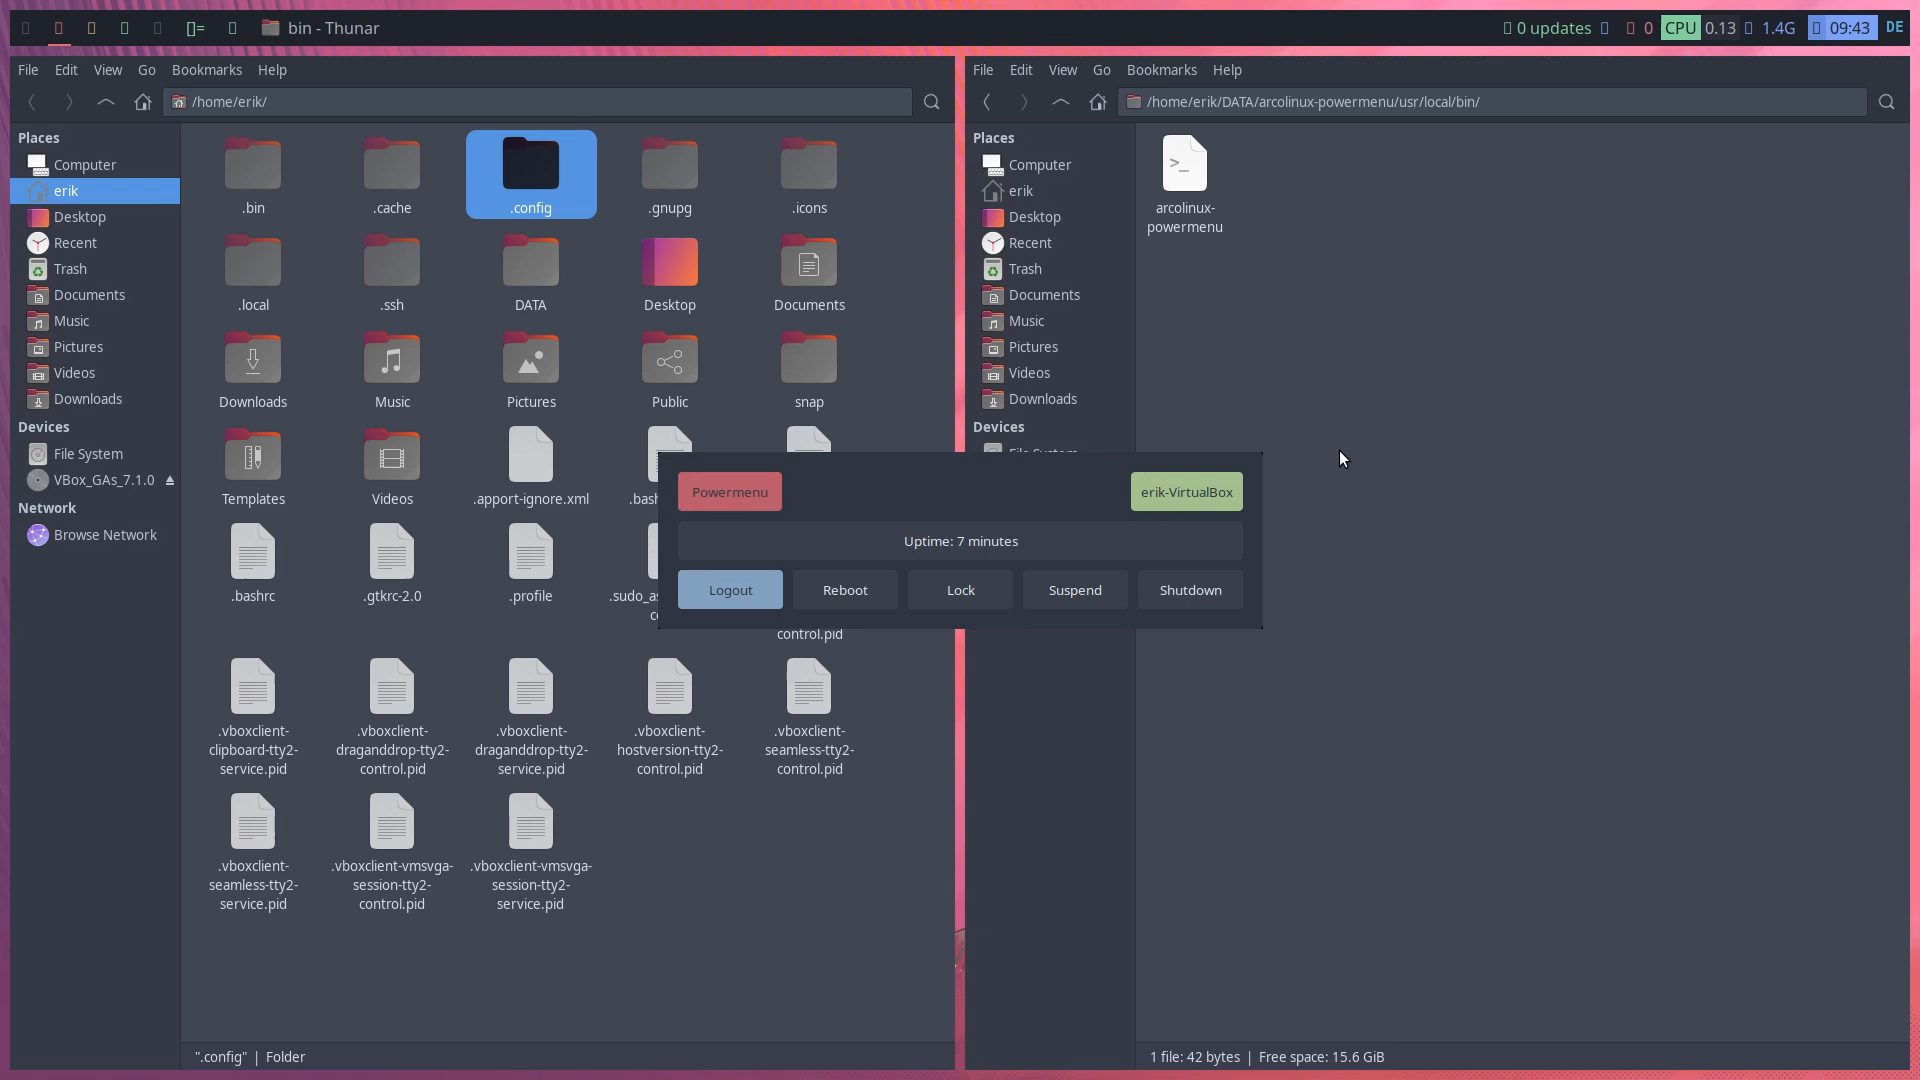 []= bin - Thunar 0 updates 0 CPU 0.13 1.4G 09:43 DE
File Edit View Go Bookmarks Help
/home/erik/
Places
Computer
erik
Desktop
Recent
Trash
Documents
Music
Pictures
Videos
Downloads
Devices
File System
VBox_GAs_7.1.0
Network
Browse Network
.bin .cache .config .gnupg .icons
.local .ssh DATA Desktop Documents
Downloads Music Pictures Public snap
Templates Videos .apport-ignore.xml
.bashrc .gtkrc-2.0 .profile
control.pid
.vboxclient-clipboard-tty2-service.pid
.vboxclient-draganddrop-tty2-control.pid
.vboxclient-draganddrop-tty2-service.pid
.vboxclient-hostversion-tty2-control.pid
.vboxclient-seamless-tty2-control.pid
.vboxclient-seamless-tty2-service.pid
.vboxclient-vmsvga-session-tty2-control.pid
.vboxclient-vmsvga-session-tty2-service.pid
".config" | Folder
Powermenu erik-VirtualBox
Uptime: 7 minutes
Logout Reboot Lock Suspend Shutdown
File Edit View Go Bookmarks Help
/home/erik/DATA/arcolinux-powermenu/usr/local/bin/
Places
Computer
erik
Desktop
Recent
Trash
Documents
Music
Pictures
Videos
Downloads
Devices
arcolinux-
powermenu
1 file: 42 bytes | Free space: 15.6 GiB